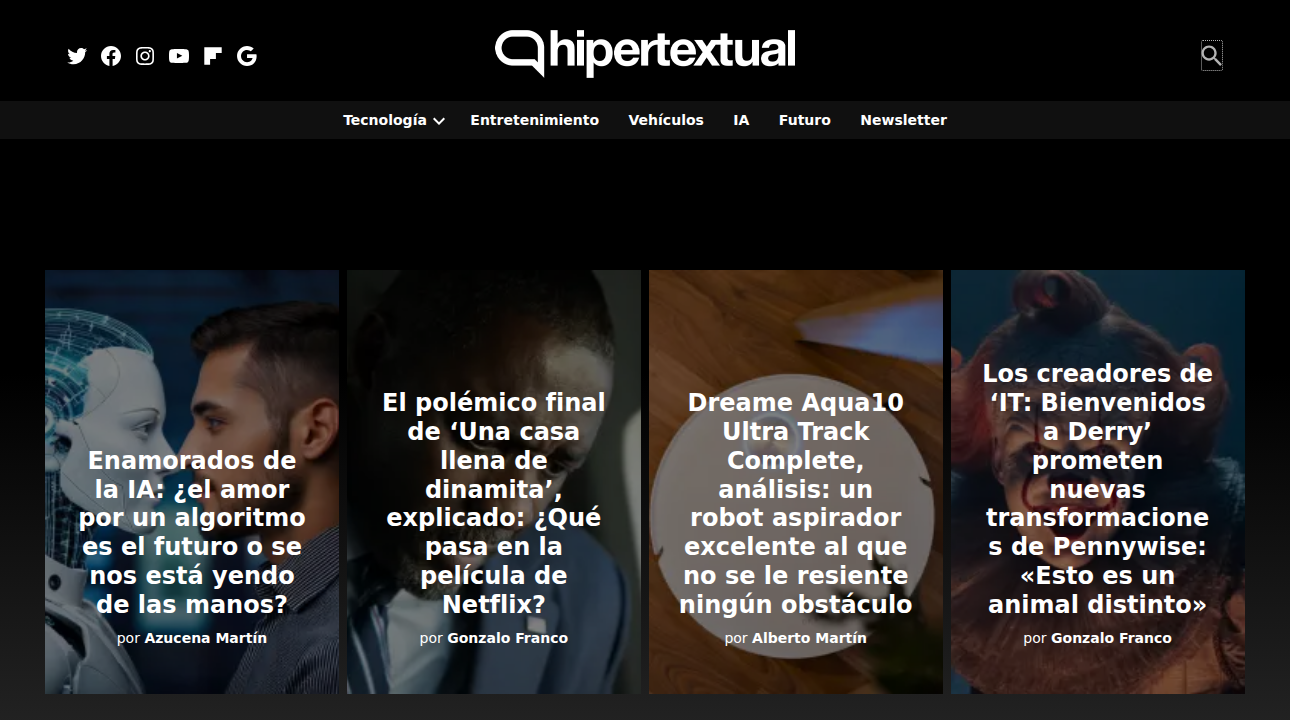 hipertextual
Tecnología
Entretenimiento
Vehículos
IA
Futuro
Newsletter
Enamorados de
la IA: ¿el amor
por un algoritmo
es el futuro o se
nos está yendo
de las manos?
por Azucena Martín
El polémico final
de ‘Una casa
llena de
dinamita’,
explicado: ¿Qué
pasa en la
película de
Netflix?
por Gonzalo Franco
Dreame Aqua10
Ultra Track
Complete,
análisis: un
robot aspirador
excelente al que
no se le resiente
ningún obstáculo
por Alberto Martín
Los creadores de
‘IT: Bienvenidos
a Derry’
prometen
nuevas
transformacione
s de Pennywise:
«Esto es un
animal distinto»
por Gonzalo Franco